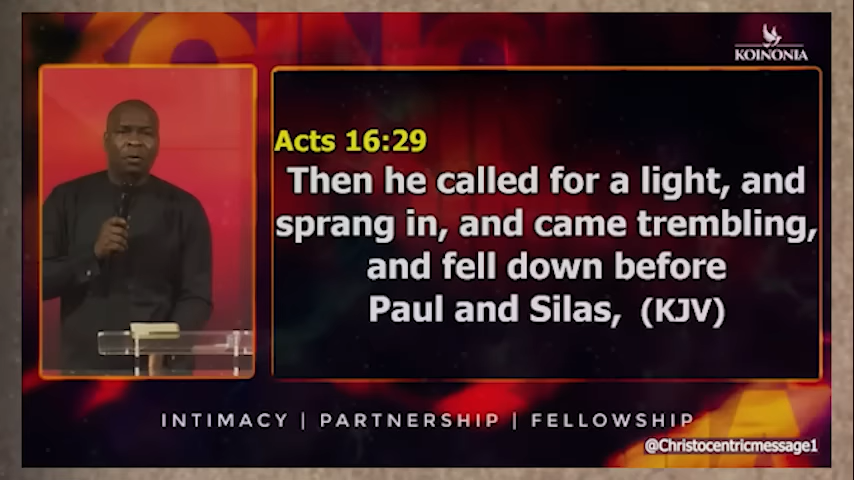 KOINONIA
Acts 16:29
Then he called for a light, and
sprang in, and came trembling,
and fell down before
Paul and Silas, (KJV)
INTIMACY | PARTNERSHIP | FELLOWSHIP
@Christocentricmessage1